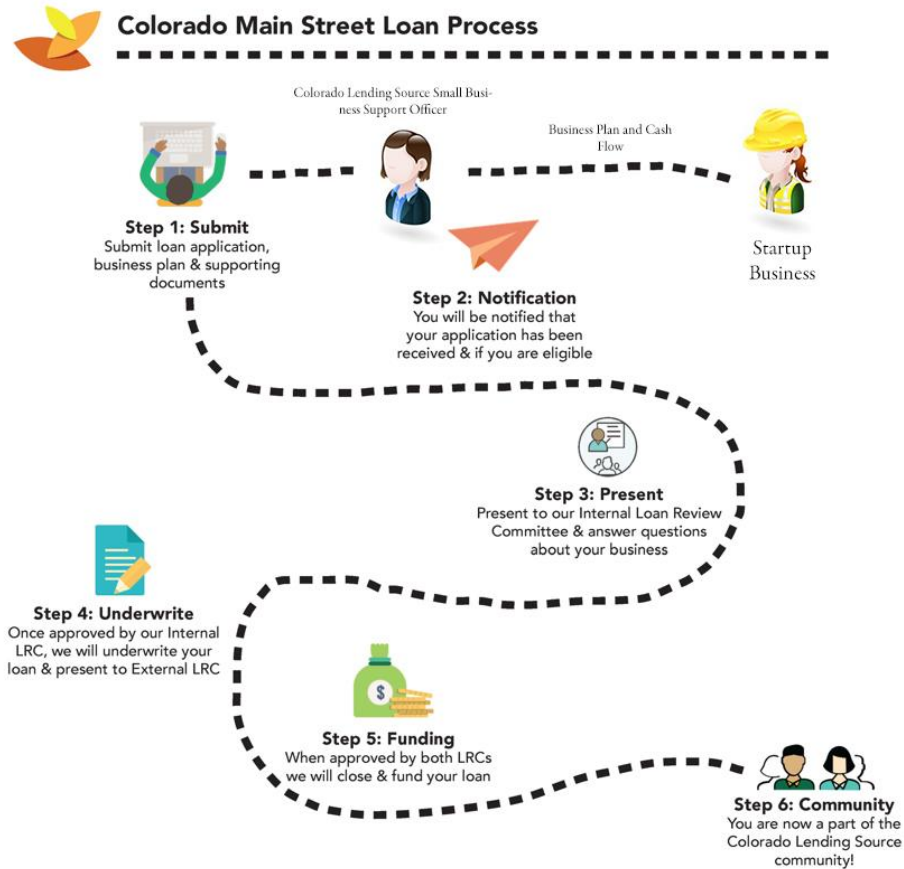 Colorado Main Street Loan Process
Colorado Lending Source Small Busi-
ness Support Officer
Business Plan and Cash
Flow
Startup
Business
Step 1: Submit
Submit loan application,
business plan & supporting
documents
Step 2: Notification
You will be notified that
your application has been
received & if you are eligible
Step 3: Present
Present to our Internal Loan Review
Committee & answer questions
about your business
Step 4: Underwrite
Once approved by our Internal
LRC, we will underwrite your
loan & present to External LRC
$
Step 5: Funding
When approved by both LRCs
we will close & fund your loan
Step 6: Community
You are now a part of the
Colorado Lending Source
community!